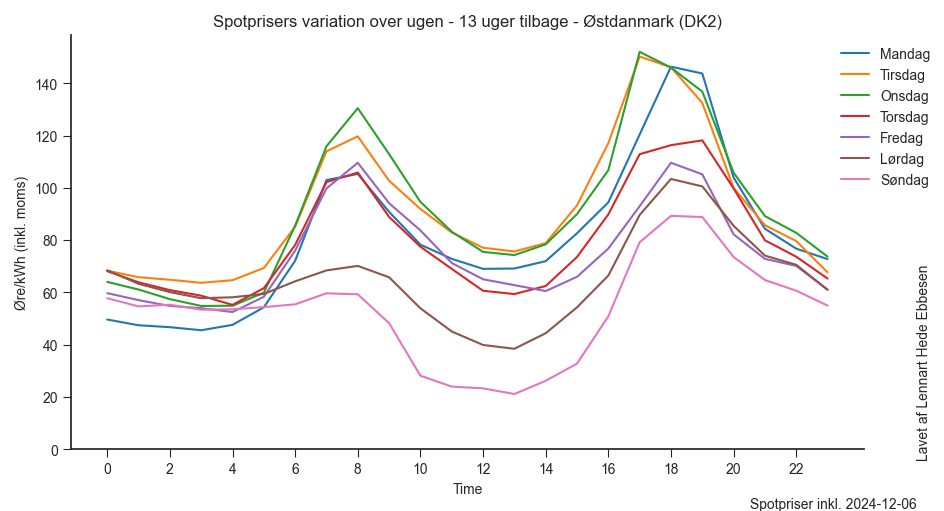 Spotprisers variation over ugen - 13 uger tilbage - Østdanmark (DK2)
Øre/kWh (inkl. moms)
140
120
100
80
60
40
20
0
0 2 4 6 8 10 12 14 16 18 20 22
Time
Mandag
Tirsdag
Onsdag
Torsdag
Fredag
Lørdag
Søndag
Lavet af Lennart Hede Ebbesen
Spotpriser inkl. 2024-12-06